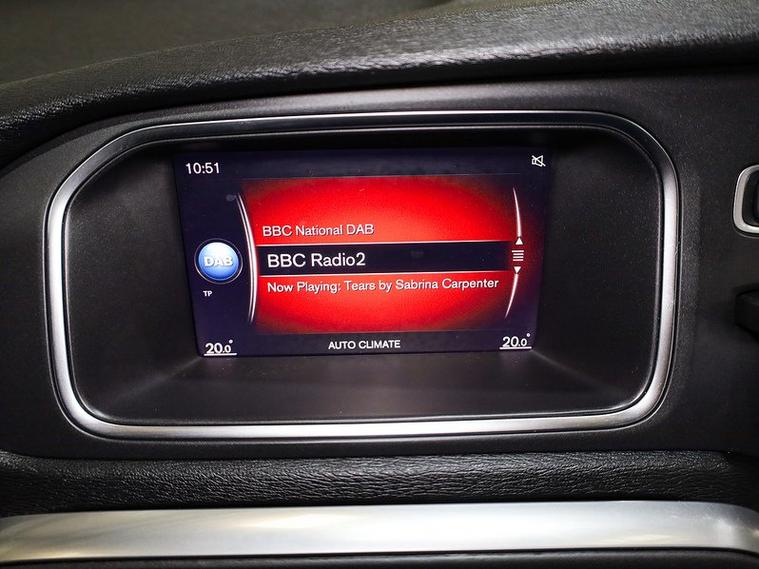 10:51
BBC National DAB
DAB
BBC Radio2
Now Playing: Tears by Sabrina Carpenter
TP
20.0°
AUTO CLIMATE
20.0°